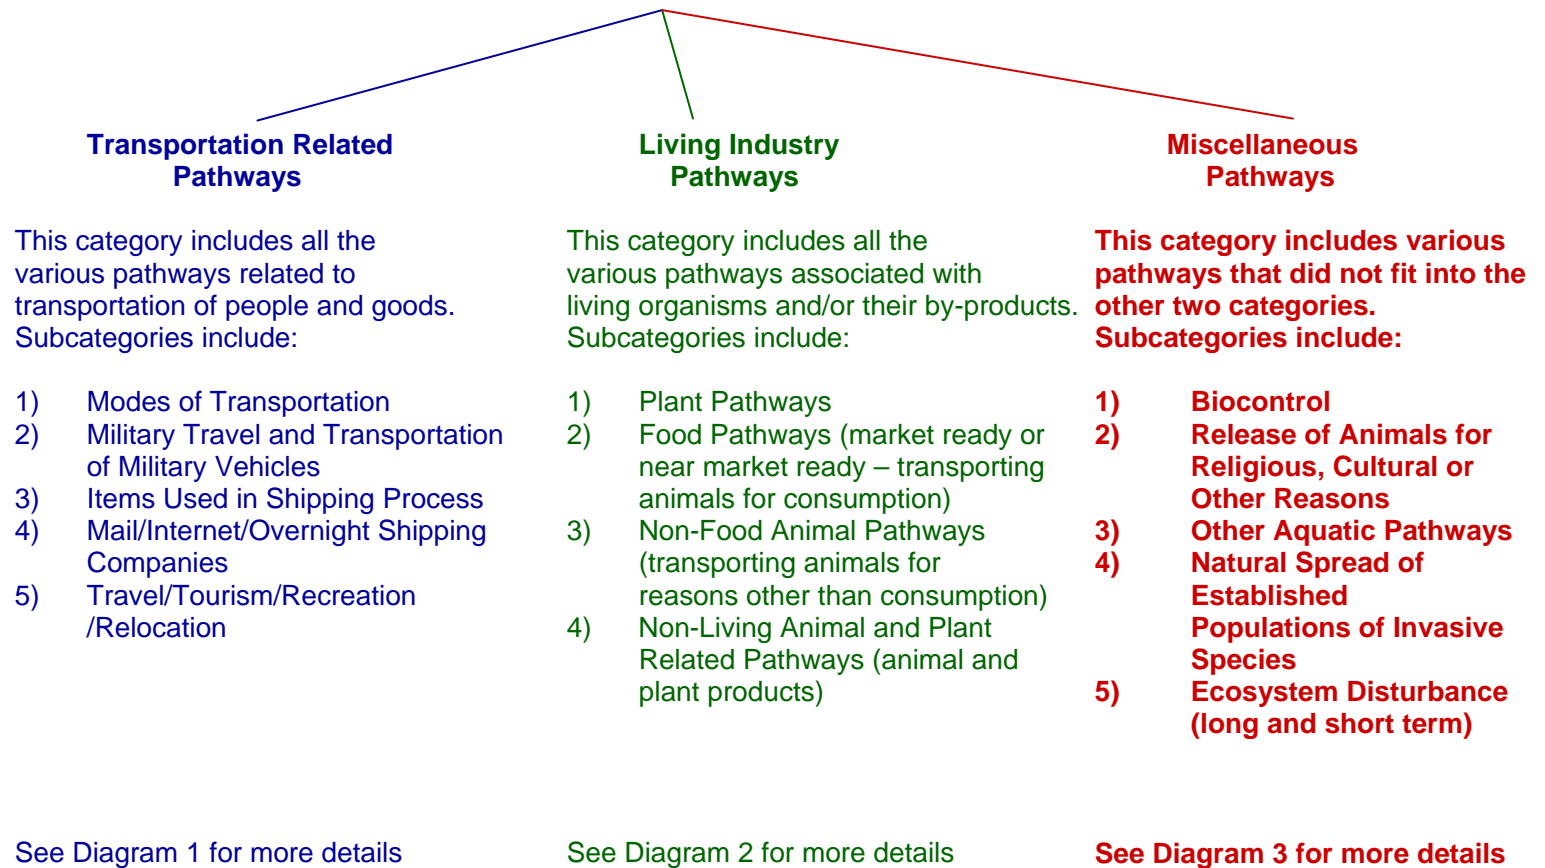 Transportation Related
Pathways
This category includes all the
various pathways related to
transportation of people and goods.
Subcategories include:
1) Modes of Transportation
2) Military Travel and Transportation
of Military Vehicles
3) Items Used in Shipping Process
4) Mail/Internet/Overnight Shipping
Companies
5) Travel/Tourism/Recreation
/Relocation
See Diagram 1 for more details
Living Industry
Pathways
This category includes all the
various pathways associated with
living organisms and/or their by-products.
Subcategories include:
1) Plant Pathways
2) Food Pathways (market ready or
near market ready – transporting
animals for consumption)
3) Non-Food Animal Pathways
(transporting animals for
reasons other than consumption)
4) Non-Living Animal and Plant
Related Pathways (animal and
plant products)
See Diagram 2 for more details
Miscellaneous
Pathways
This category includes various
pathways that did not fit into the
other two categories.
Subcategories include:
1) Biocontrol
2) Release of Animals for
Religious, Cultural or
Other Reasons
3) Other Aquatic Pathways
4) Natural Spread of
Established
Populations of Invasive
Species
5) Ecosystem Disturbance
(long and short term)
See Diagram 3 for more details